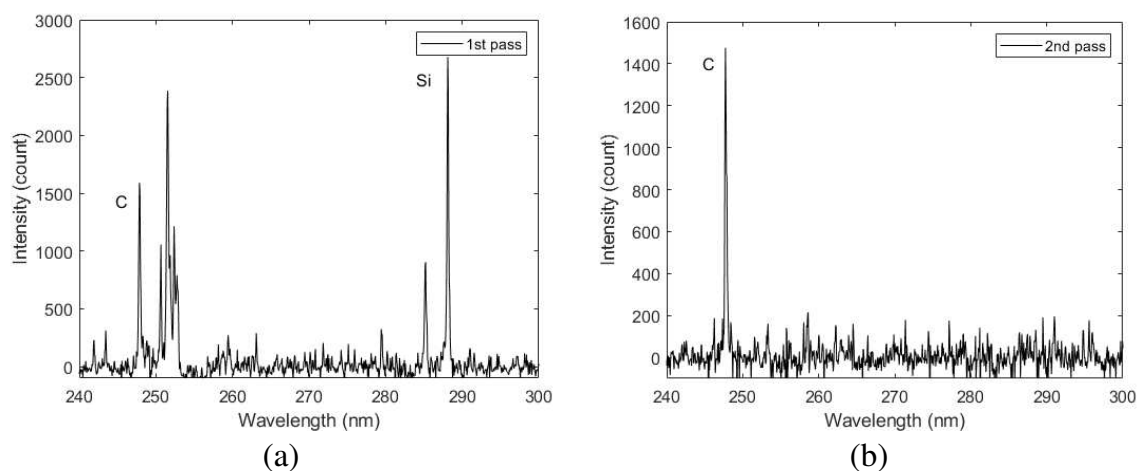 3000
1st pass
2500
Si
2000
Intensity (count)
1500
C
1000
500
0
240 250 260 270 280 290 300
Wavelength (nm)
(a)
1600
2nd pass
1400
C
1200
1000
Intensity (count)
800
600
400
200
0
240 250 260 270 280 290 300
Wavelength (nm)
(b)